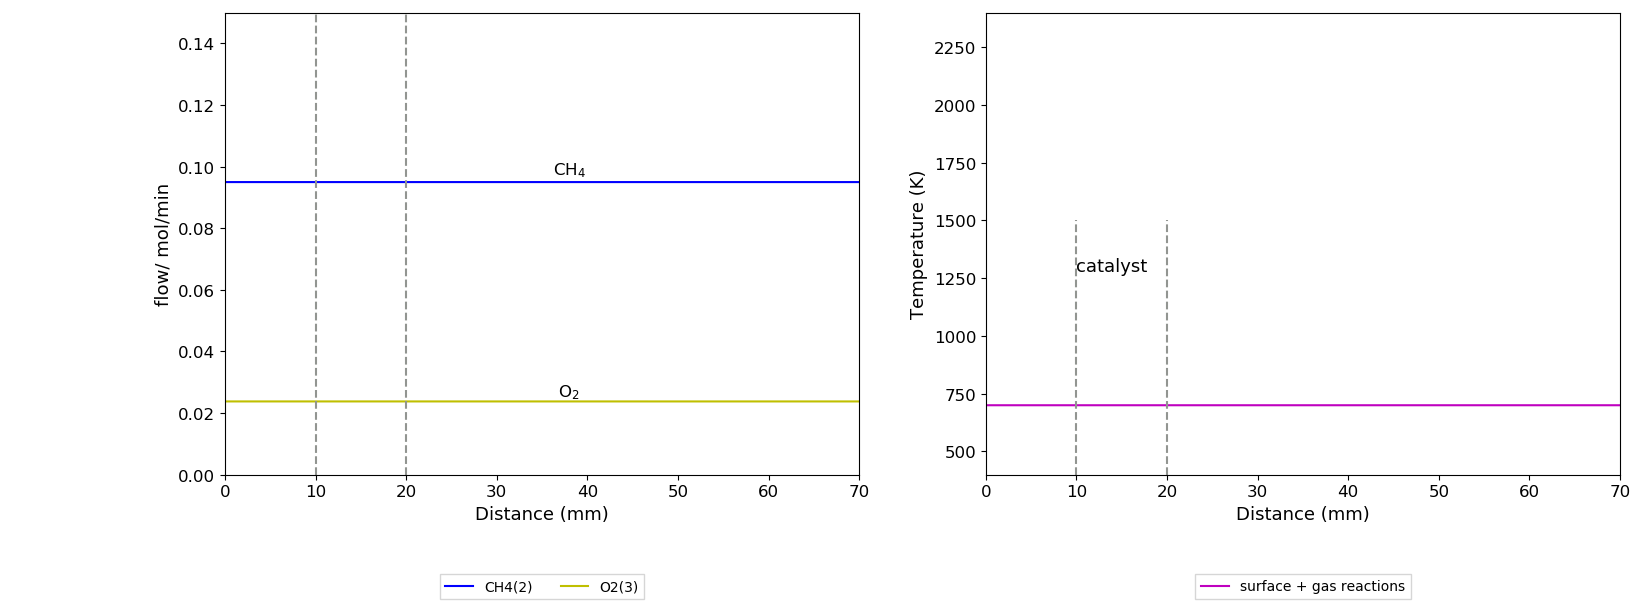 0.14
0.12
0.10
0.08
0.06
0.04
0.02
0.00
flow/ mol/min
CH₄
O₂
0 10 20 30 40 50 60 70
Distance (mm)
CH4(2) O2(3)
2250
2000
1750
1500
1250
1000
750
500
Temperature (K)
catalyst
0 10 20 30 40 50 60 70
Distance (mm)
surface + gas reactions